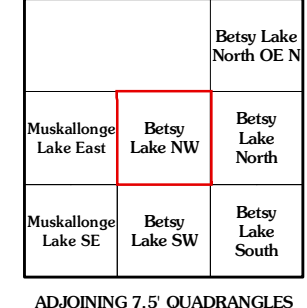 Betsy Lake
North OE N
Muskallonge
Lake East
Betsy
Lake NW
Betsy
Lake
North
Muskallonge
Lake SE
Betsy
Lake SW
Betsy
Lake
South
ADJOINING 7.5' QUADRANGLES